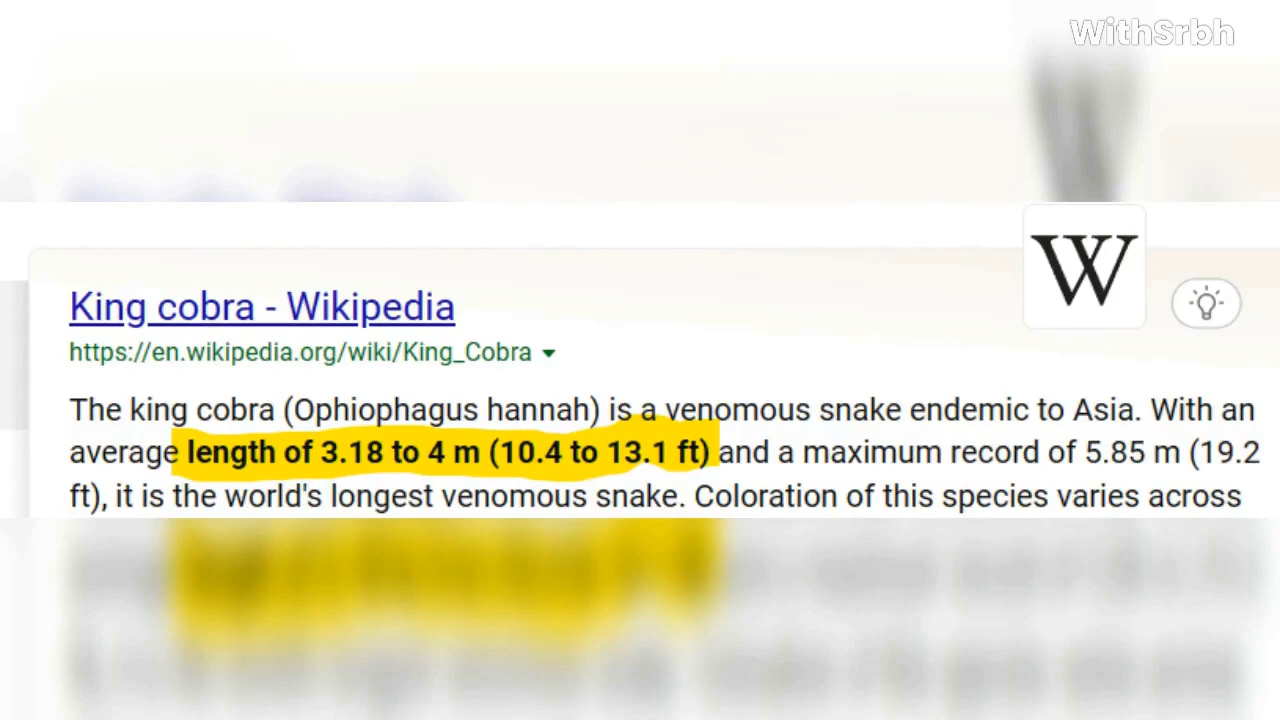 WithSrbh
W
King cobra - Wikipedia
https://en.wikipedia.org/wiki/King_Cobra
The king cobra (Ophiophagus hannah) is a venomous snake endemic to Asia. With an
average length of 3.18 to 4 m (10.4 to 13.1 ft) and a maximum record of 5.85 m (19.2
ft), it is the world's longest venomous snake. Coloration of this species varies across